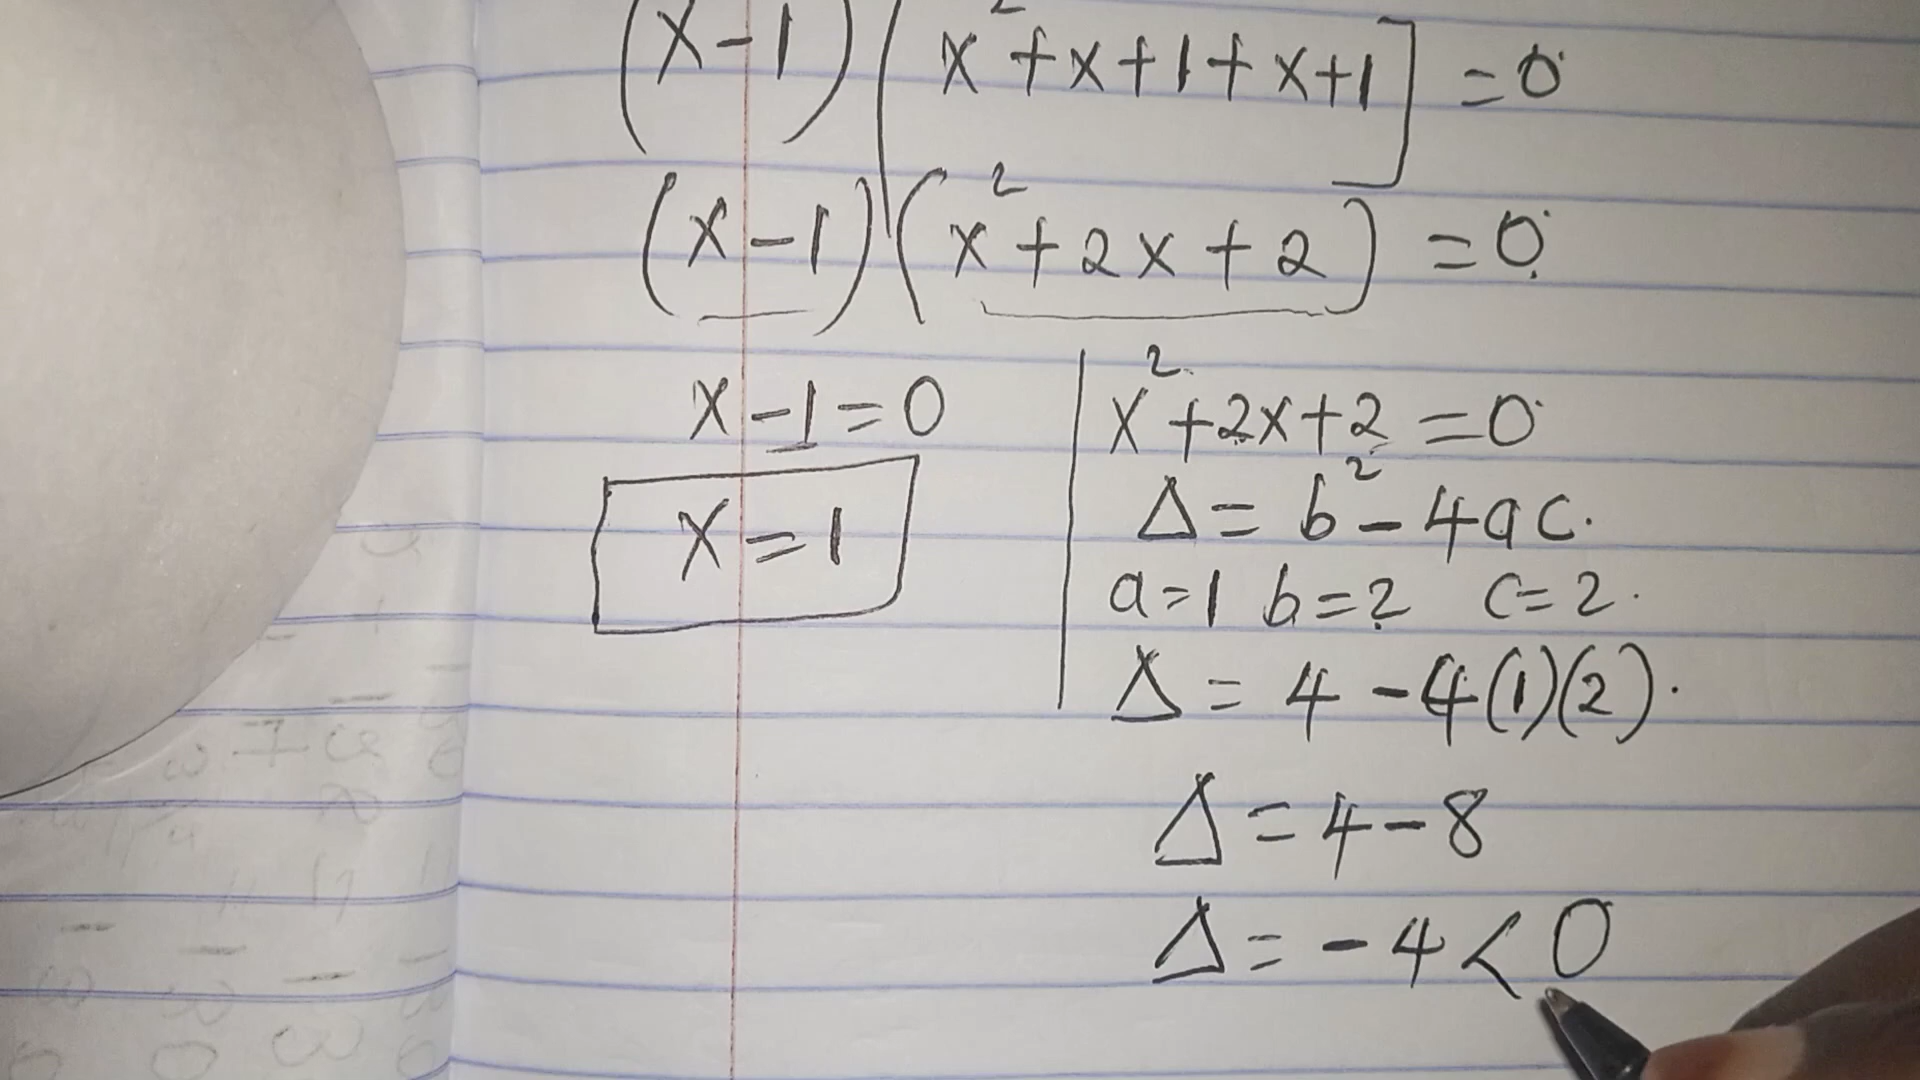 (x-1)[x²+x+1+x+1]=0
(x-1)(x²+2x+2)=0
x-1=0
x=1
x²+2x+2=0
Δ=b²-4ac.
a=1 b=2 c=2.
Δ=4-4(1)(2).
Δ=4-8
Δ=-4<0